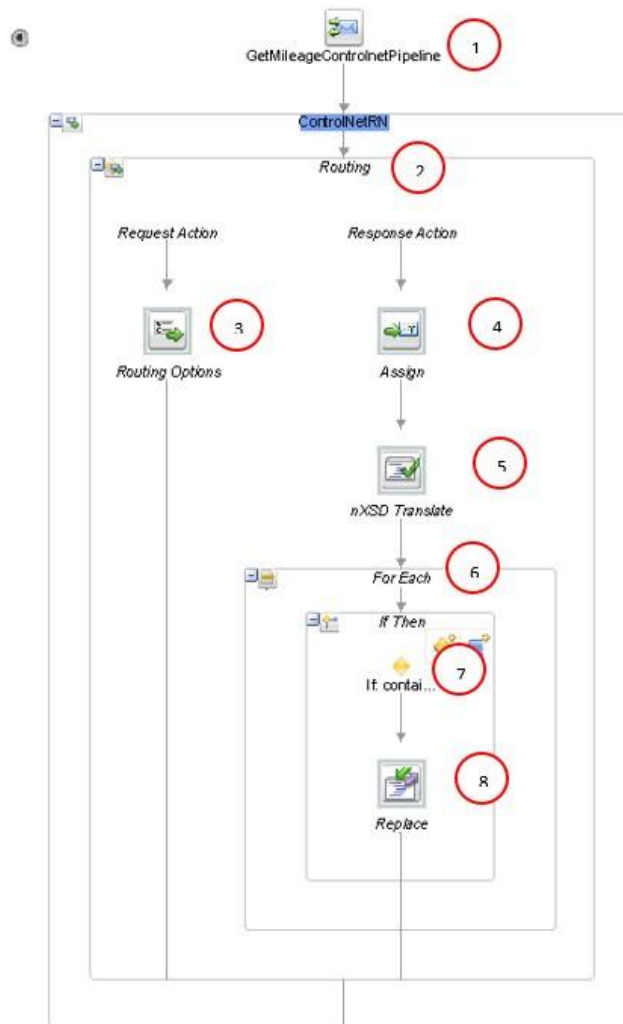 1
GetMileageControlnetPipeline
ControlNetRN
Routing
2
Request Action
Response Action
3
4
Routing Options
Assign
5
nXSD Translate
For Each
6
If Then
7
If: contai...
8
Replace